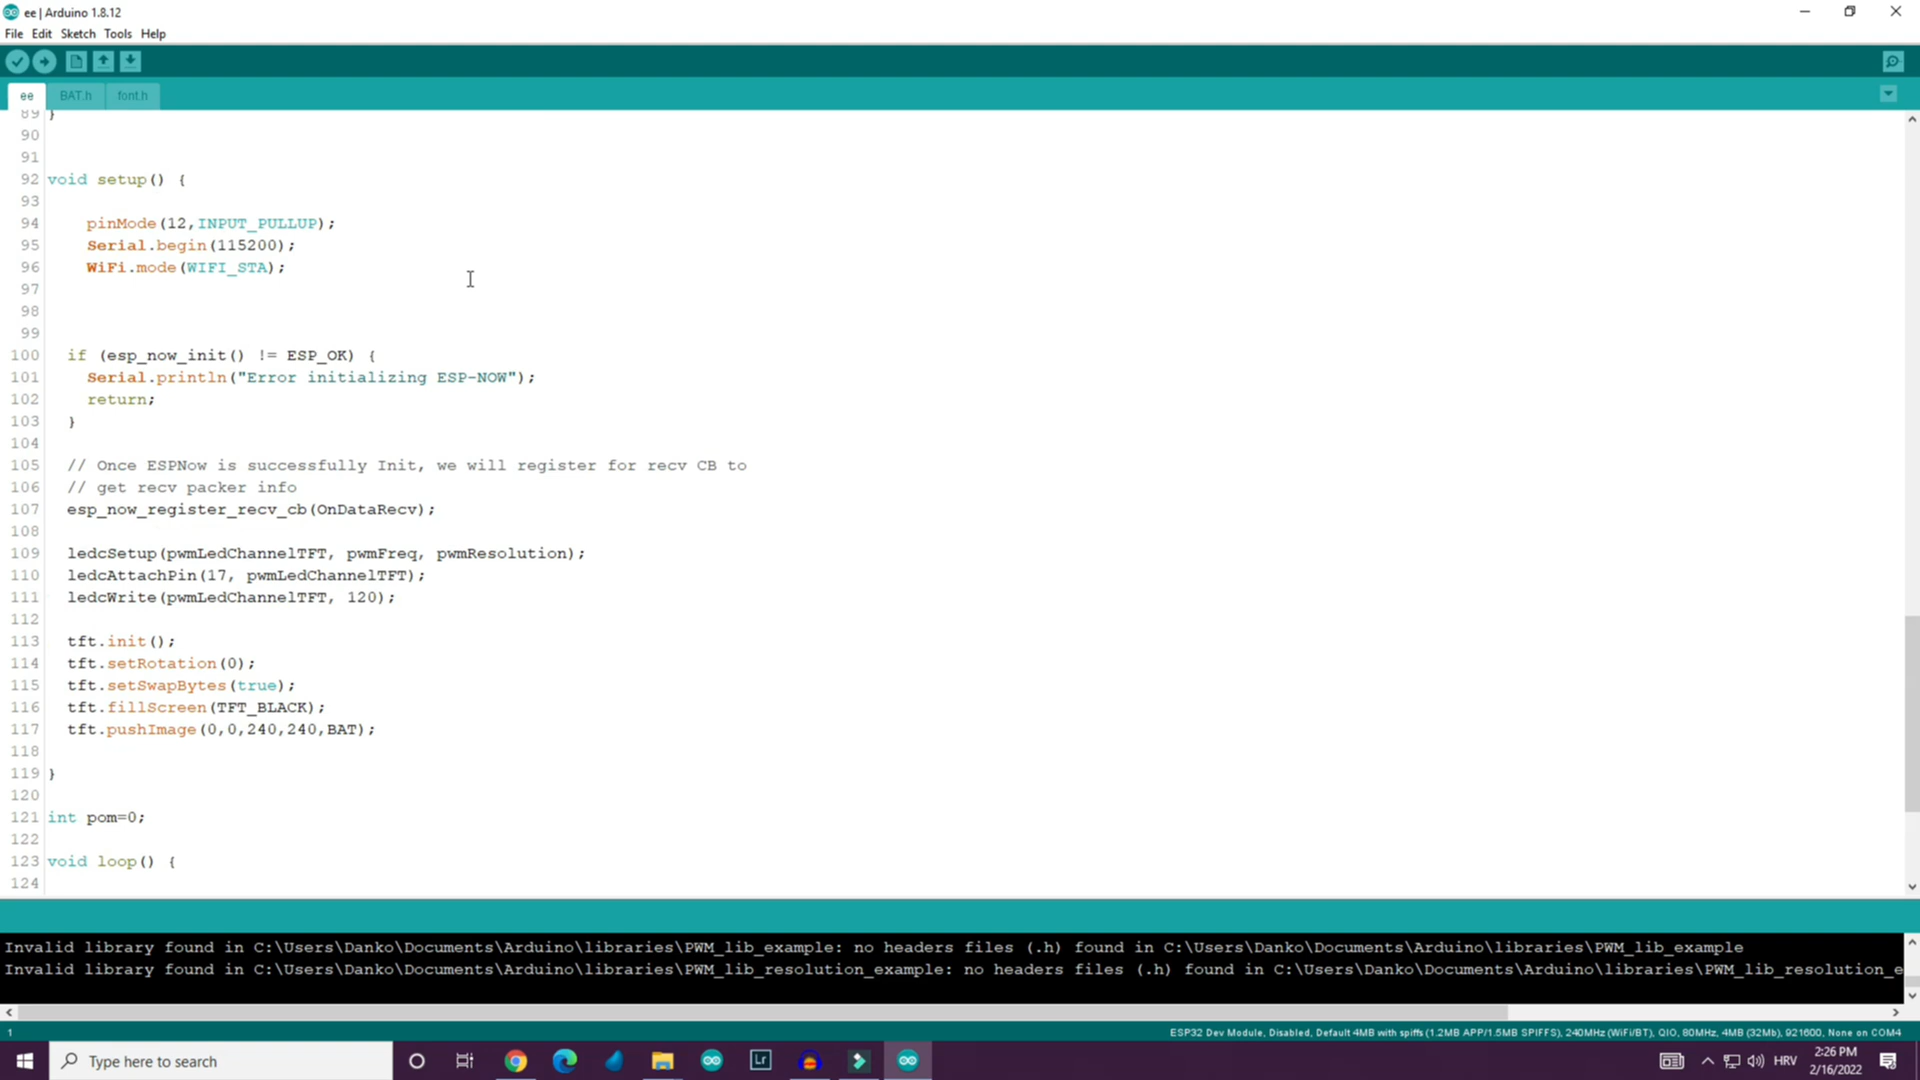 ee | Arduino 1.8.12
File Edit Sketch Tools Help
ee BAT.h font.h
89 }
90
91
92 void setup() {
93
94 pinMode(12,INPUT_PULLUP);
95 Serial.begin(115200);
96 WiFi.mode(WIFI_STA);
97
98
99
100 if (esp_now_init() != ESP_OK) {
101 Serial.println("Error initializing ESP-NOW");
102 return;
103 }
104
105 // Once ESPNow is successfully Init, we will register for recv CB to
106 // get recv packer info
107 esp_now_register_recv_cb(OnDataRecv);
108
109 ledcSetup(pwmLedChannelTFT, pwmFreq, pwmResolution);
110 ledcAttachPin(17, pwmLedChannelTFT);
111 ledcWrite(pwmLedChannelTFT, 120);
112
113 tft.init();
114 tft.setRotation(0);
115 tft.setSwapBytes(true);
116 tft.fillScreen(TFT_BLACK);
117 tft.pushImage(0,0,240,240,BAT);
118
119 }
120
121 int pom=0;
122
123 void loop() {
124
Invalid library found in C:\Users\Danko\Documents\Arduino\libraries\PWM_lib_example: no headers files (.h) found in C:\Users\Danko\Documents\Arduino\libraries\PWM_lib_example
Invalid library found in C:\Users\Danko\Documents\Arduino\libraries\PWM_lib_resolution_example: no headers files (.h) found in C:\Users\Danko\Documents\Arduino\libraries\PWM_lib_resolution_e
1 ESP32 Dev Module, Disabled, Default 4MB with spiffs (1.2MB APP/1.5MB SPIFFS), 240MHz (WiFi/BT), QIO, 80MHz, 4MB (32Mb), 921600, None on COM4
Type here to search Lr HRV 2:26 PM
2/16/2022